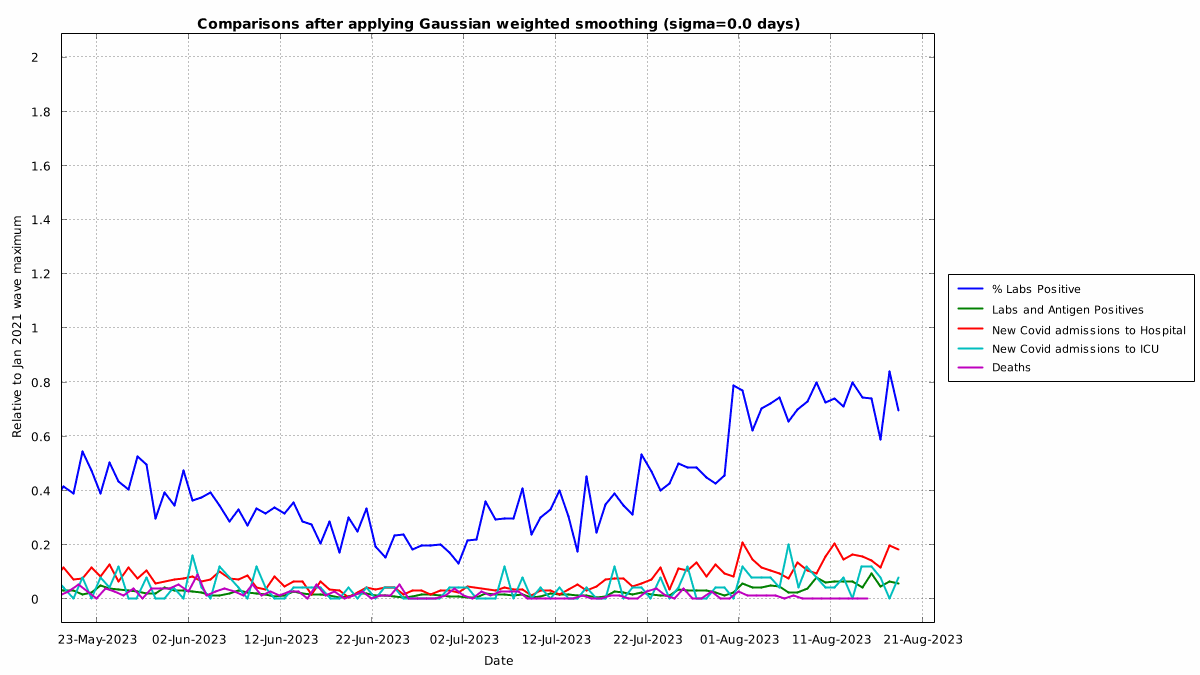 Comparisons after applying Gaussian weighted smoothing (sigma=0.0 days)
Relative to Jan 2021 wave maximum
2
1.8
1.6
1.4
1.2
1
0.8
0.6
0.4
0.2
0
23-May-2023 02-Jun-2023 12-Jun-2023 22-Jun-2023 02-Jul-2023 12-Jul-2023 22-Jul-2023 01-Aug-2023 11-Aug-2023 21-Aug-2023
Date
% Labs Positive
Labs and Antigen Positives
New Covid admissions to Hospital
New Covid admissions to ICU
Deaths